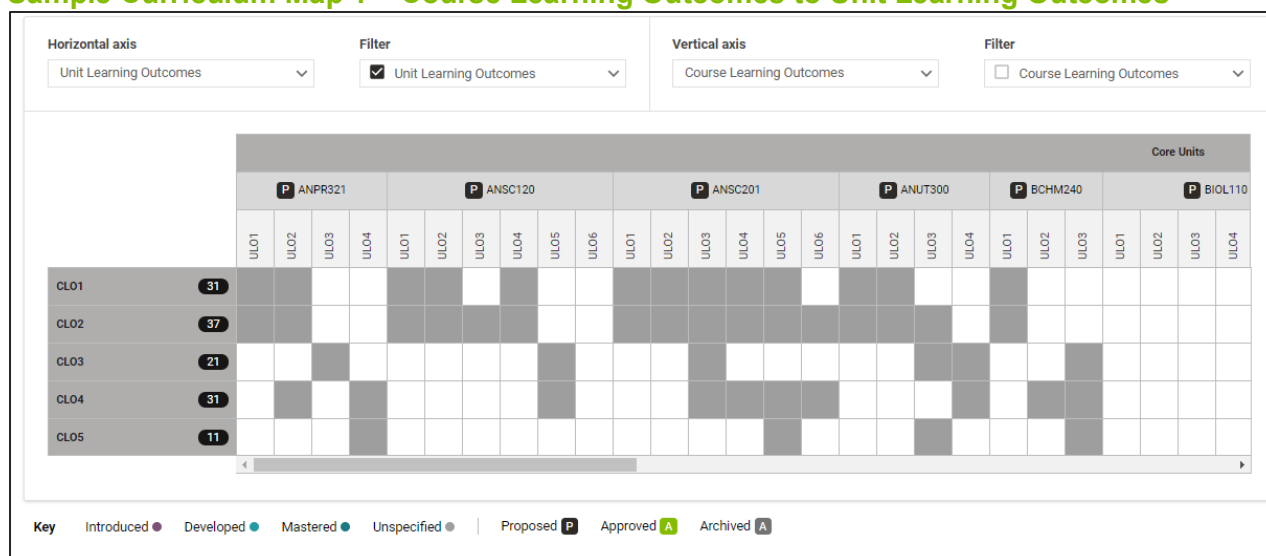 Sample Curriculum Map 1 – Course Learning Outcomes to Unit Learning Outcomes
Horizontal axis Filter Vertical axis Filter
Unit Learning Outcomes Unit Learning Outcomes Course Learning Outcomes Course Learning Outcomes
Core Units
P ANPR321 P ANSC120 P ANSC201 P ANUT300 P BCHM240 P BIOL110
ULO1 ULO2 ULO3 ULO4 ULO1 ULO2 ULO3 ULO4 ULO5 ULO6 ULO1 ULO2 ULO3 ULO4 ULO5 ULO6 ULO1 ULO2 ULO3 ULO4 ULO1 ULO2 ULO3 ULO1 ULO2 ULO3 ULO4
CLO1 31
CLO2 37
CLO3 21
CLO4 31
CLO5 11
Key Introduced Developed Mastered Unspecified Proposed P Approved A Archived A